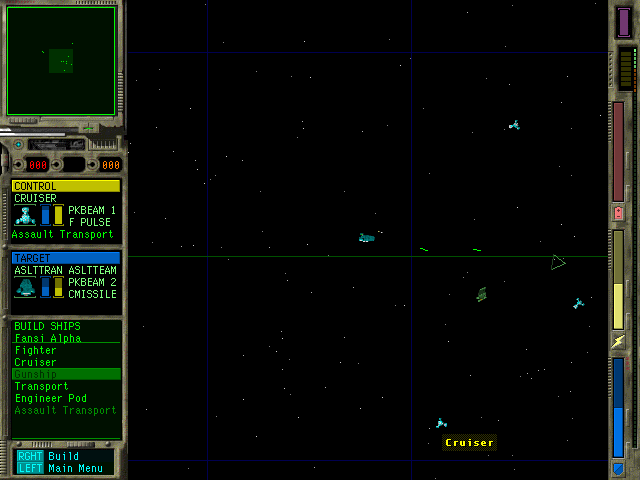 000 000
CONTROL
CRUISER
PKBEAM 1
F PULSE
Assault Transport
TARGET
ASLTTRAN ASLTTEAM
PKBEAM 2
CMISSILE
BUILD SHIPS
Fansi Alpha
Fighter
Cruiser
Gunship
Transport
Engineer Pod
Assault Transport
RGHT Build
LEFT Main Menu
Cruiser